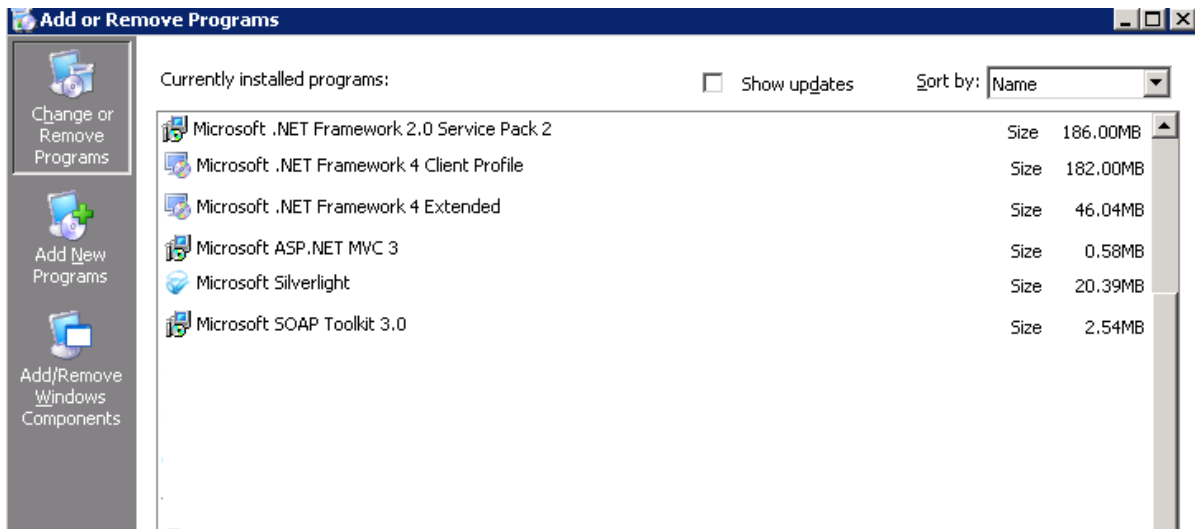 Add or Remove Programs
Change or
Remove
Programs
Add New
Programs
Add/Remove
Windows
Components
Currently installed programs:
Show updates
Sort by: Name
Microsoft .NET Framework 2.0 Service Pack 2 Size 186.00MB
Microsoft .NET Framework 4 Client Profile Size 182.00MB
Microsoft .NET Framework 4 Extended Size 46.04MB
Microsoft ASP.NET MVC 3 Size 0.58MB
Microsoft Silverlight Size 20.39MB
Microsoft SOAP Toolkit 3.0 Size 2.54MB